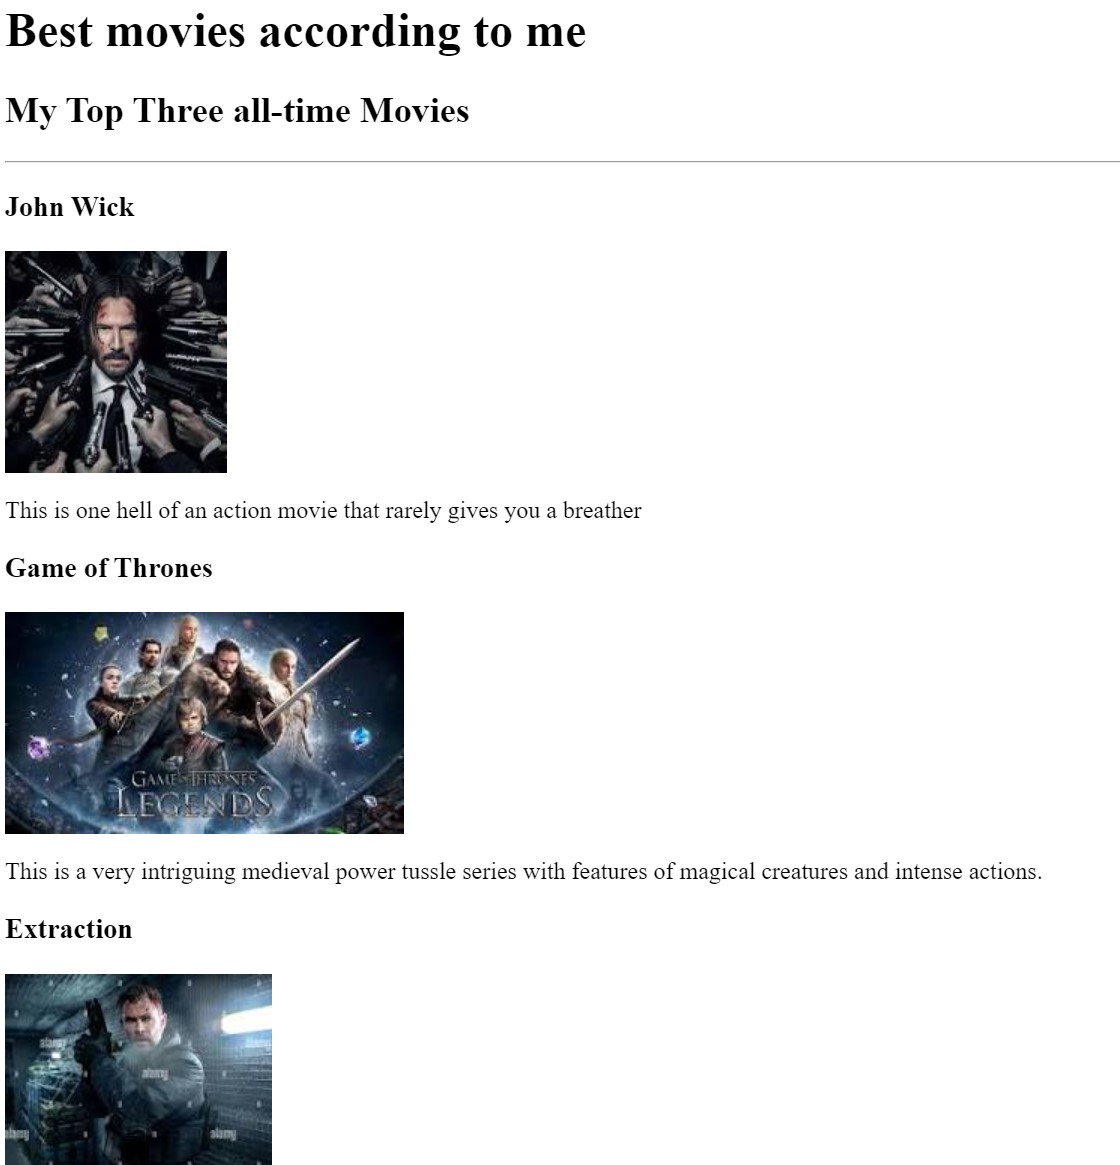 Best movies according to me
My Top Three all-time Movies
John Wick
This is one hell of an action movie that rarely gives you a breather
Game of Thrones
GAME OF THRONES
LEGENDS
This is a very intriguing medieval power tussle series with features of magical creatures and intense actions.
Extraction
alamy
alamy
alamy
alamy
alamy